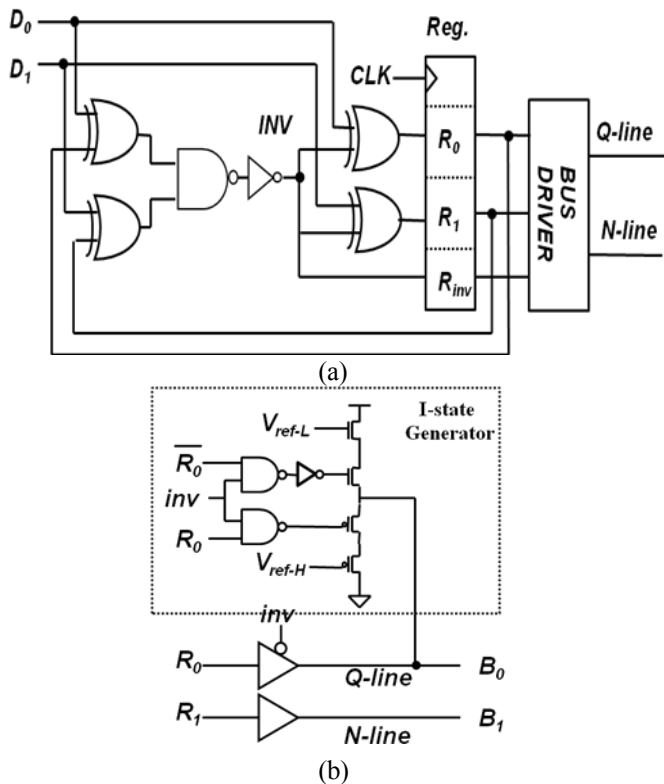 D0
D1
Reg.
CLK
INV
R0
R1
Rinv
BUS DRIVER
Q-line
N-line
(a)
I-state
Generator
Vref-L
R0
inv
R0
Vref-H
inv
R0
Q-line
B0
R1
N-line
B1
(b)